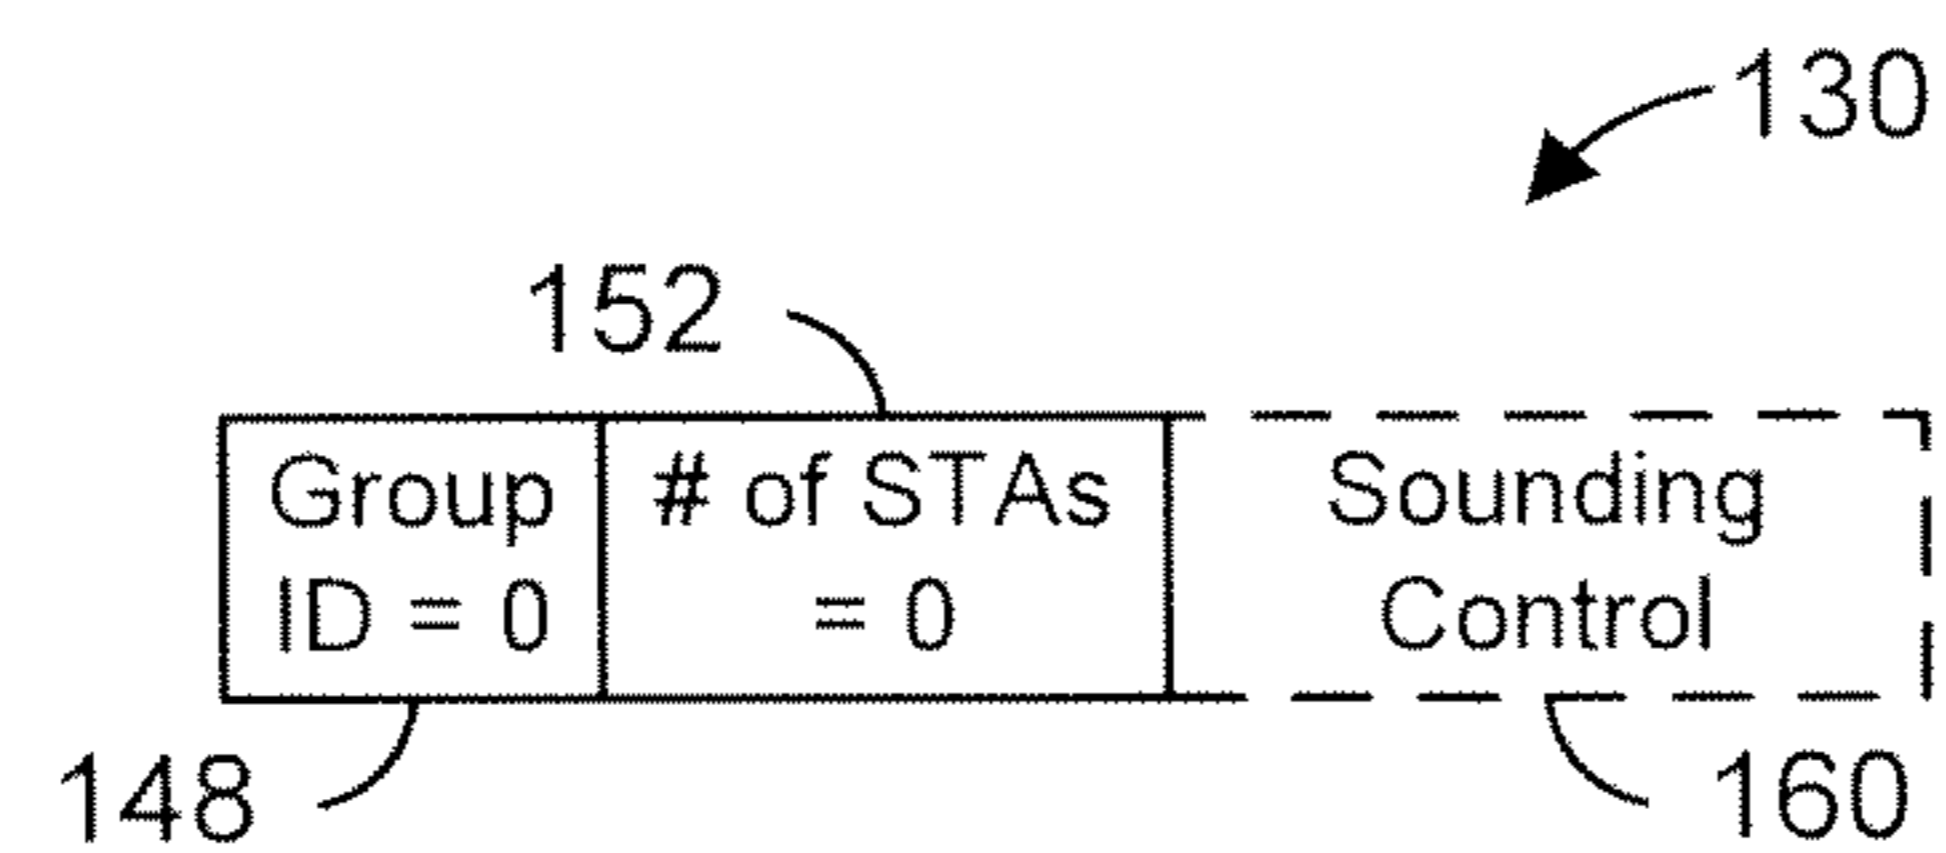 130
152
Group # of STAs Sounding
ID = 0 = 0 Control
148 160